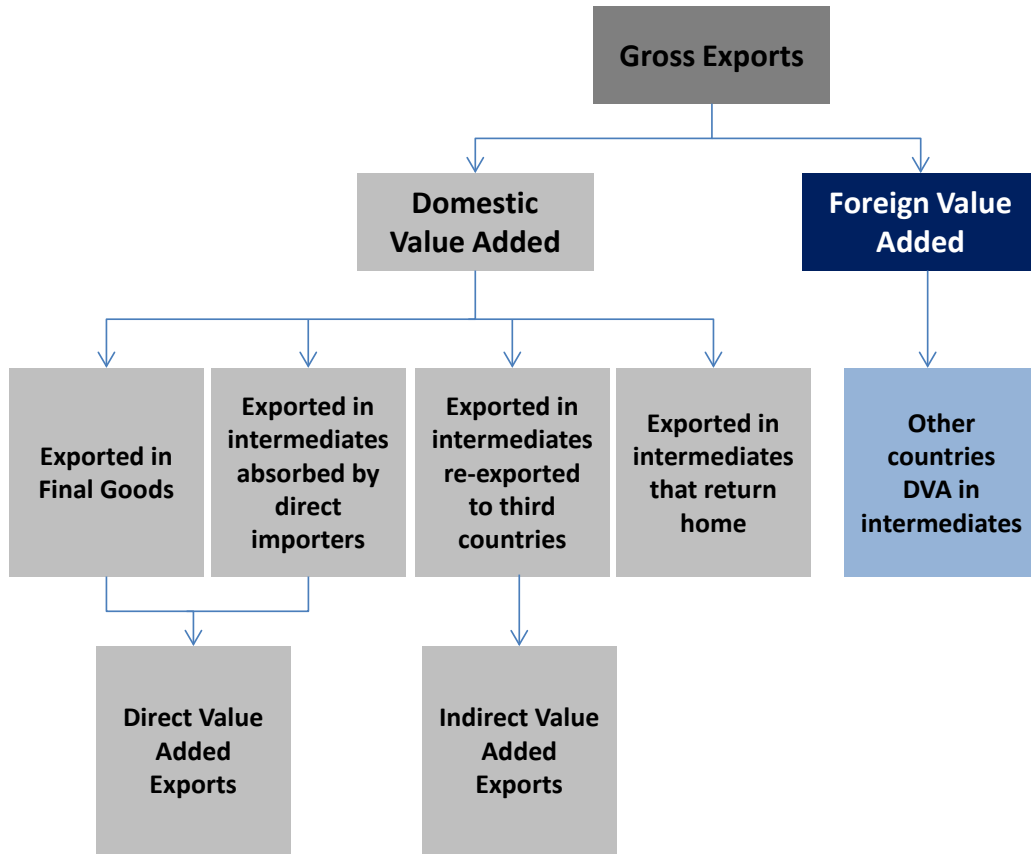 Gross Exports
Domestic
Value Added
Foreign Value
Added
Exported in
Final Goods
Exported in
intermediates
absorbed by
direct
importers
Exported in
intermediates
re-exported
to third
countries
Exported in
intermediates
that return
home
Other
countries
DVA in
intermediates
Direct Value
Added
Exports
Indirect Value
Added
Exports